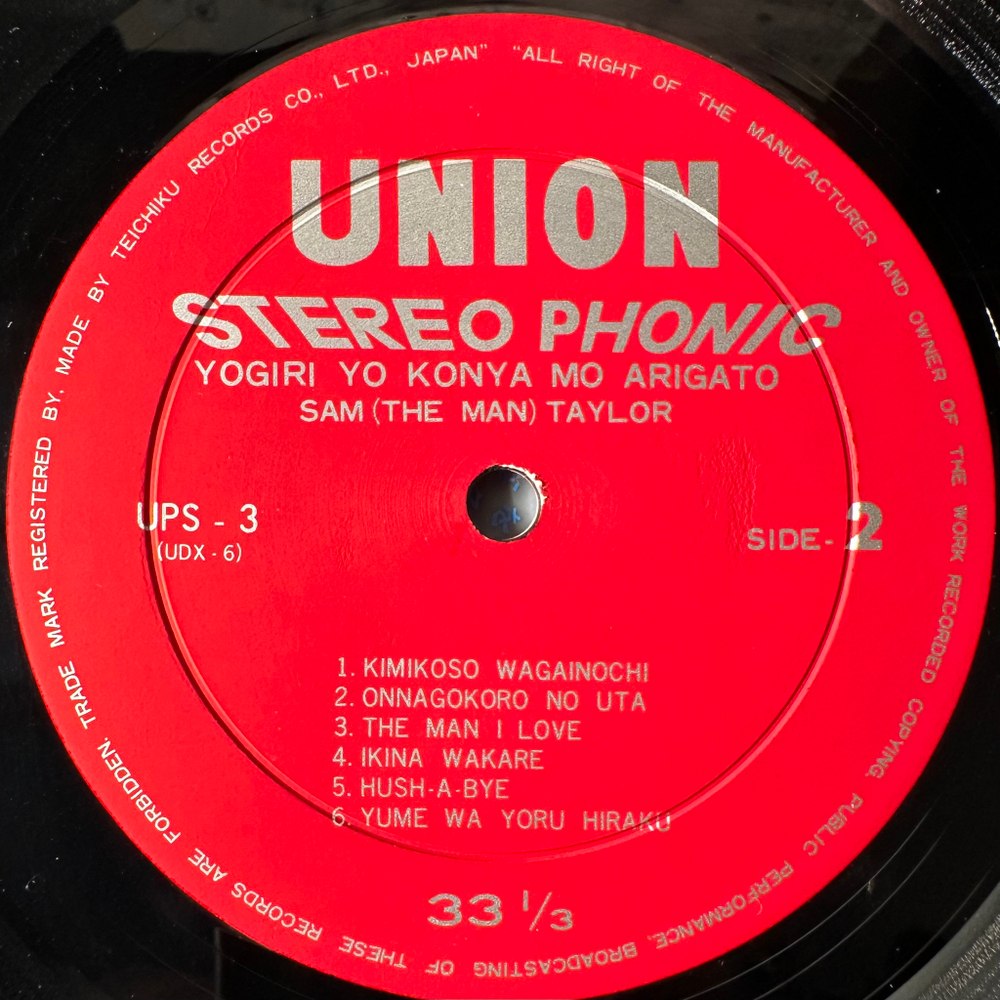 UNION
STEREO PHONIC
YOGIRI YO KONYA MO ARIGATO
SAM (THE MAN) TAYLOR
UPS - 3
(UDX - 6)
SIDE- 2
1. KIMIKOSO WAGAINOCHI
2. ONNAGOKORO NO UTA
3. THE MAN I LOVE
4. IKINA WAKARE
5. HUSH-A-BYE
6. YUME WA YORU HIRAKU
33 1/3
"ALL RIGHT OF THE MANUFACTURER AND OWNER OF THE WORK RECORDED COPYING, PUBLIC PERFORMANCE, BROADCASTING OF THESE RECORDS ARE FORBIDDEN, TRADE MARK REGISTERED BY, MADE BY TEICHIKU RECORDS CO., LTD., JAPAN"